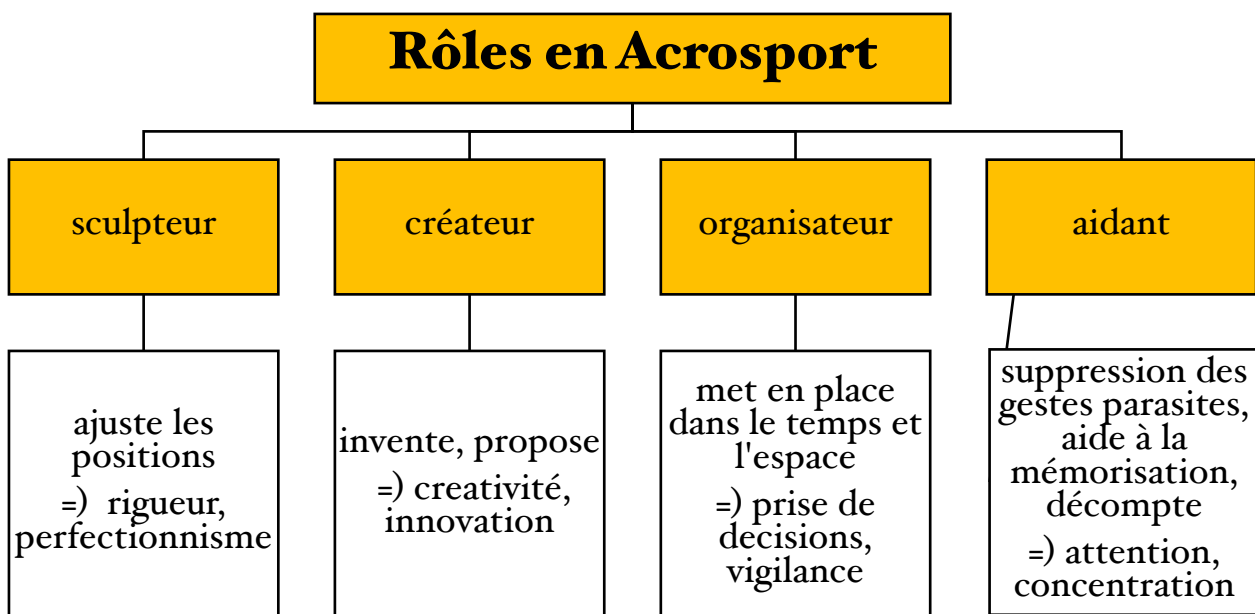 Rôles en Acrosport
sculpteur
ajuste les
positions
=) rigueur,
perfectionnisme
créateur
invente, propose
=) creativité,
innovation
organisateur
met en place
dans le temps et
l'espace
=) prise de
decisions,
vigilance
aidant
suppression des
gestes parasites,
aide à la
mémorisation,
décompte
=) attention,
concentration